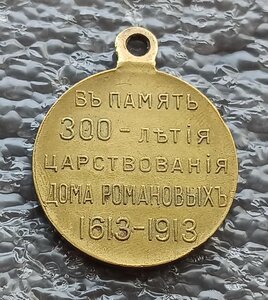 ВЪ ПАМЯТЬ
300-ЛѢТІЯ
ЦАРСТВОВАНІЯ
ДОМА РОМАНОВЫХЪ
1613-1913